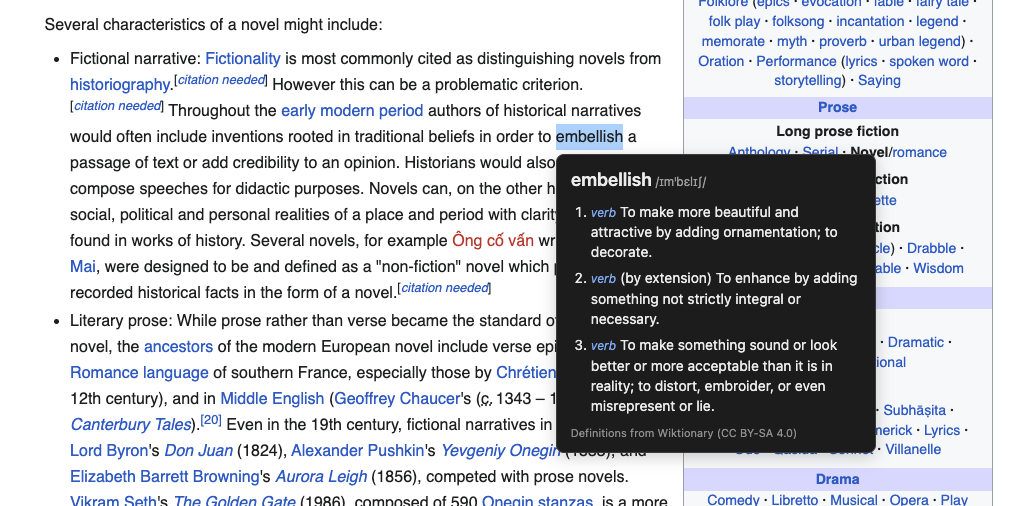 Several characteristics of a novel might include:
• Fictional narrative: Fictionality is most commonly cited as distinguishing novels from
historiography.[citation needed] However this can be a problematic criterion.
[citation needed] Throughout the early modern period authors of historical narratives
would often include inventions rooted in traditional beliefs in order to embellish a
passage of text or add credibility to an opinion. Historians would also
compose speeches for didactic purposes. Novels can, on the other
social, political and personal realities of a place and period with
found in works of history. Several novels, for example Ông cố vấn
Mai, were designed to be and defined as a "non-fiction" novel which
recorded historical facts in the form of a novel.[citation needed]
• Literary prose: While prose rather than verse became the standard
novel, the ancestors of the modern European novel include verse
Romance language of southern France, especially those by Chrétien
12th century), and in Middle English (Geoffrey Chaucer's (c. 1343 –
Canterbury Tales).[20] Even in the 19th century, fictional narratives in
Lord Byron's Don Juan (1824), Alexander Pushkin's Yevgeniy Onegin and
Elizabeth Barrett Browning's Aurora Leigh (1856), competed with prose novels.
Vikram Seth's The Golden Gate (1986), composed of 590 Onegin stanzas, is a more
embellish /ɪmˈbɛlɪʃ/
1. verb To make more beautiful and
attractive by adding ornamentation; to
decorate.
2. verb (by extension) To enhance by adding
something not strictly integral or
necessary.
3. verb To make something sound or look
better or more acceptable than it is in
reality; to distort, embroider, or even
misrepresent or lie.
Definitions from Wiktionary (CC BY-SA 4.0)
Folklore (epics · evocation · fable · fairy tale ·
folk play · folksong · incantation · legend ·
memorate · myth · proverb · urban legend) ·
Oration · Performance (lyrics · spoken word ·
storytelling) · Saying
Prose
Long prose fiction
Anthology · Serial · Novel/romance
· Drabble ·
· Wisdom
· Dramatic ·
· Subhāṣita ·
· Lyrics ·
· Villanelle
Drama
Comedy · Libretto · Musical · Opera · Play